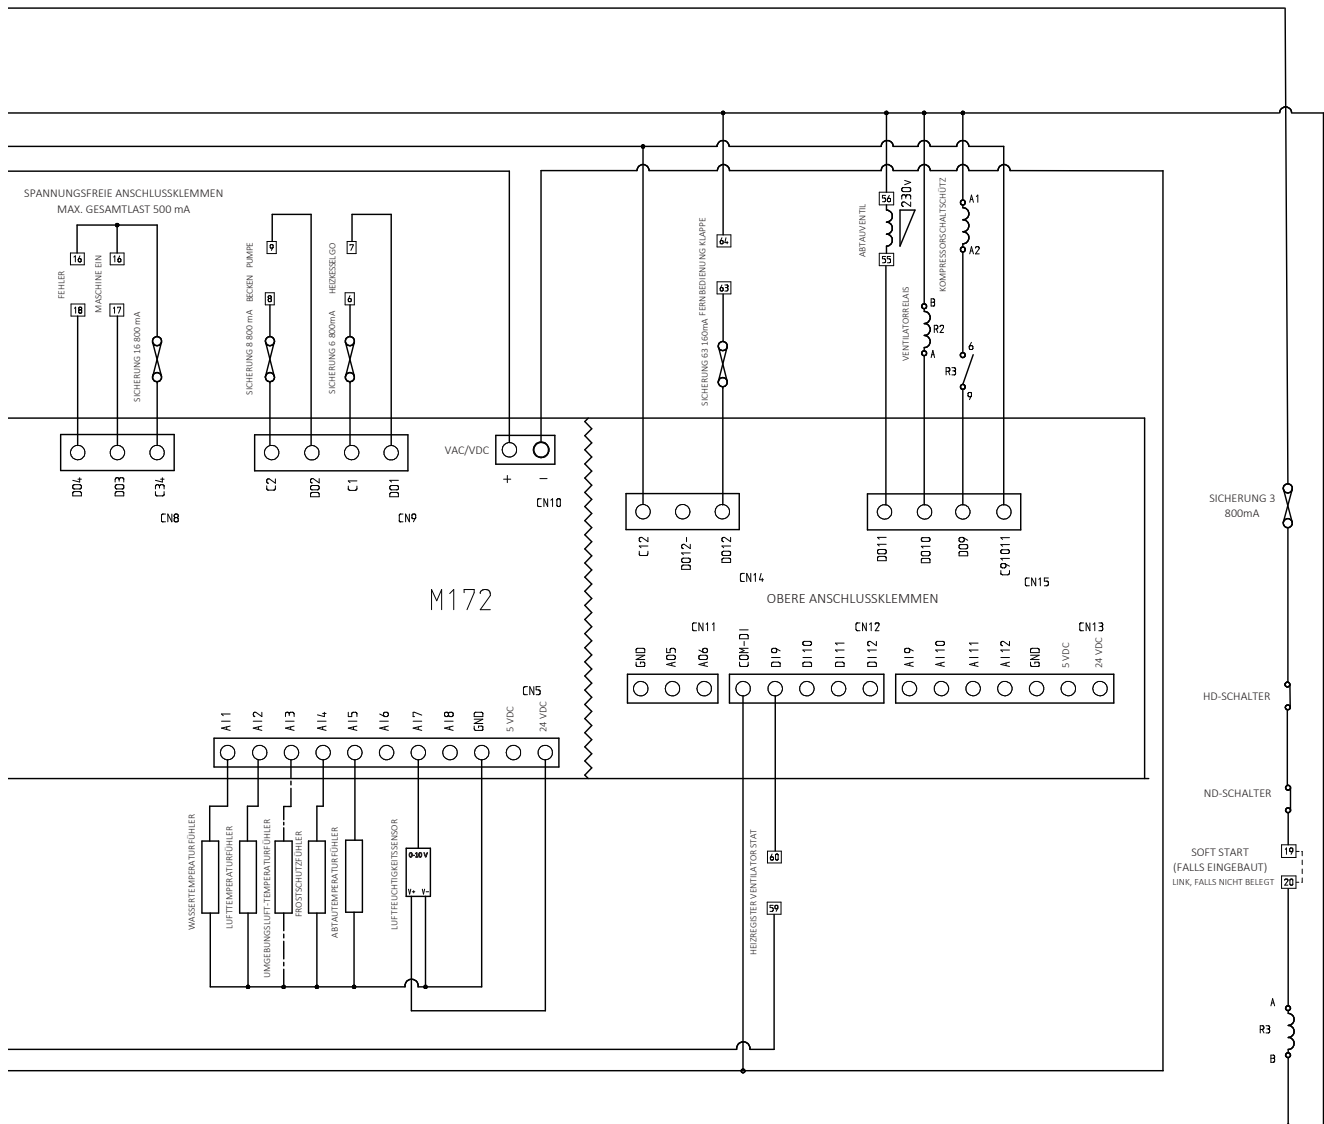 SPANNUNGSFREIE ANSCHLUSSKLEMMEN
MAX. GESAMTLAST 500 mA
16
16
FEHLER
MASCHINE EIN
18
17
SICHERUNG 16 800 mA
9
7
BECKEN PUMPE
HEIZKESSEL GO
8
6
SICHERUNG 8 800 mA
SICHERUNG 6 800mA
64
FERNBEDIENUNG KLAPPE
63
SICHERUNG 63 160mA
56
230v
ABTAUVENTIL
55
KOMPRESSORSCHALTSCHÜTZ
A1
A2
VENTILATORRELAIS
B
R2
A
6
R3
9
VAC/VDC
+
−
CN10
DO4
DO3
C34
CN8
C2
DO2
C1
DO1
CN9
C12
DO12-
DO12
CN14
DO11
DO10
DO9
C91011
CN15
M172
OBERE ANSCHLUSSKLEMMEN
SICHERUNG 3
800mA
CN11
GND
AO5
AO6
CN12
COM-DI
DI9
DI10
DI11
DI12
CN13
AI9
AI10
AI11
AI12
GND
5 VDC
24 VDC
CN5
AI1
AI2
AI3
AI4
AI5
AI6
AI7
AI8
GND
5 VDC
24 VDC
HD-SCHALTER
ND-SCHALTER
WASSERTEMPERATURFÜHLER
LUFTTEMPERATURFÜHLER
UMGEBUNGSLUFT-TEMPERATURFÜHLER
FROSTSCHUTZFÜHLER
ABTAUTEMPERATURFÜHLER
LUFTFEUCHTIGKEITSSENSOR
0-10 V
V+ V-
HEIZREGISTER VENTILATOR STAT
60
59
SOFT START
(FALLS EINGEBAUT)
LINK, FALLS NICHT BELEGT
19
20
A
R3
B